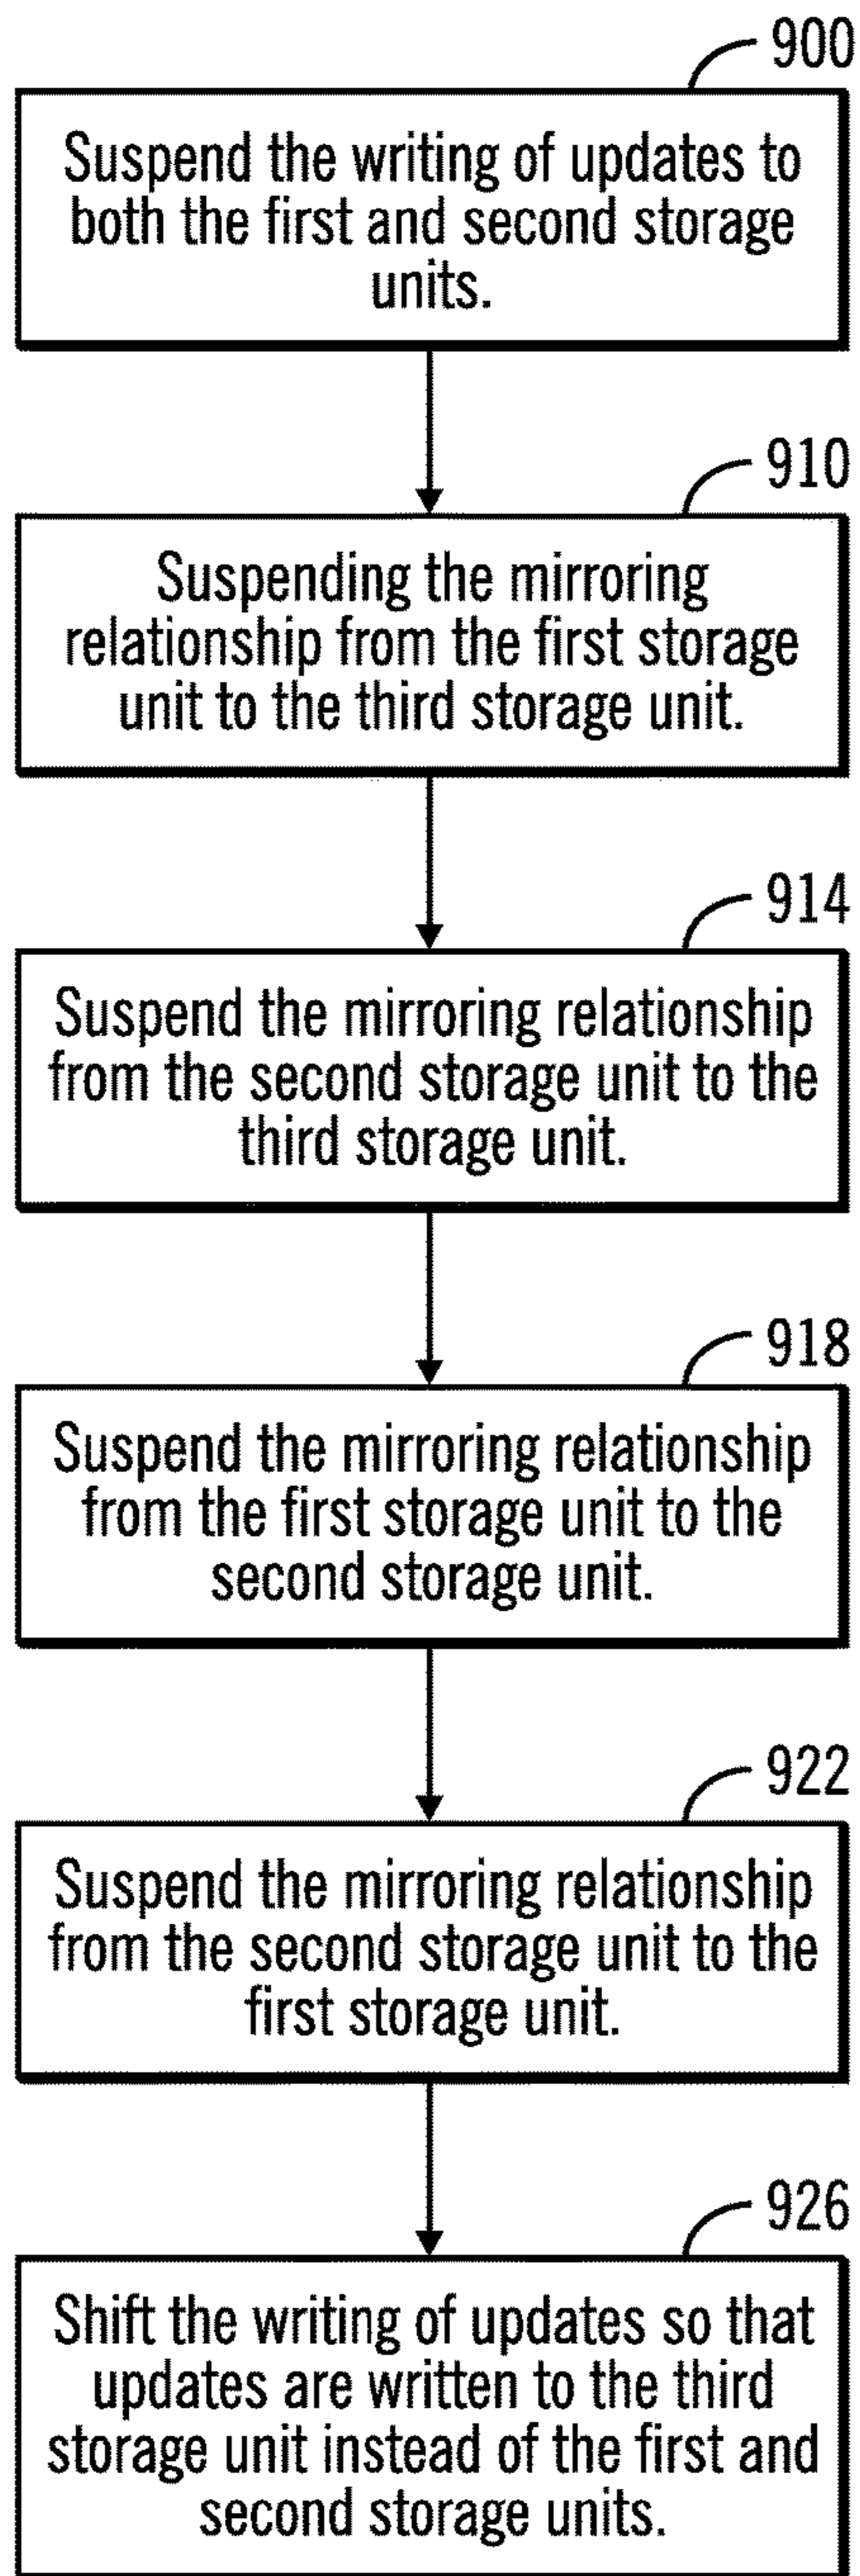 900
Suspend the writing of updates to
both the first and second storage
units.
910
Suspending the mirroring
relationship from the first storage
unit to the third storage unit.
914
Suspend the mirroring relationship
from the second storage unit to the
third storage unit.
918
Suspend the mirroring relationship
from the first storage unit to the
second storage unit.
922
Suspend the mirroring relationship
from the second storage unit to the
first storage unit.
926
Shift the writing of updates so that
updates are written to the third
storage unit instead of the first and
second storage units.